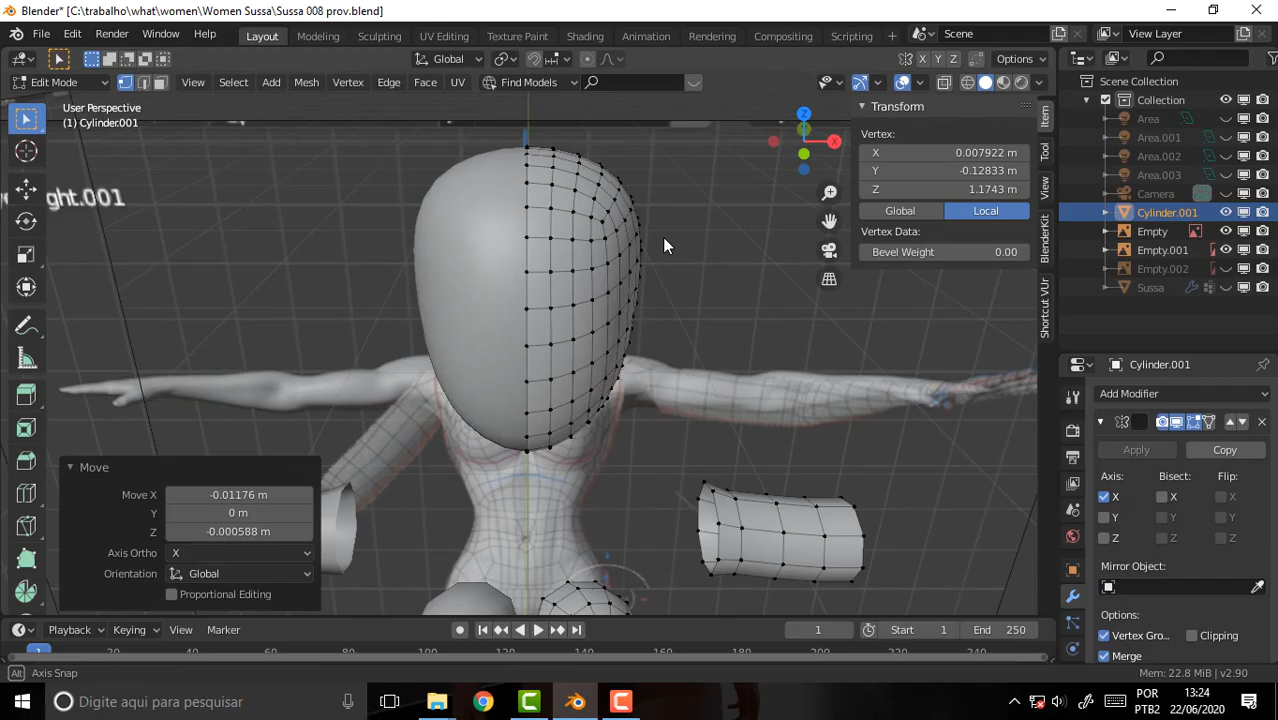 Blender* [C:\trabalho\what\women\Women Sussa\Sussa 008 prov.blend]
File Edit Render Window Help Layout Modeling Sculpting UV Editing Texture Paint Shading Animation Rendering Compositing Scripting Scene View Layer
Global X Y Z Options
Edit Mode View Select Add Mesh Vertex Edge Face UV Find Models
User Perspective
(1) Cylinder.001
ght.001
Z
X
Transform
Vertex:
X 0.007922 m
Y -0.12833 m
Z 1.1743 m
Global Local
Vertex Data:
Bevel Weight 0.00
Item
Tool
View
BlenderKit
Shortcut VUr
Scene Collection
Collection
Area
Area.001
Area.002
Area.003
Camera
Cylinder.001
Empty
Empty.001
Empty.002
Sussa
Cylinder.001
Add Modifier
Apply Copy
Axis: Bisect: Flip:
X X X
Y Y Y
Z Z Z
Mirror Object:
Options:
Vertex Gro... Clipping
Merge
Move
Move X -0.01176 m
Y 0 m
Z -0.000588 m
Axis Ortho X
Orientation Global
Proportional Editing
Playback Keying View Marker 1 Start 1 End 250
1 20 80 100 120 140 160 180 200 220 240
Alt Axis Snap Mem: 22.8 MiB | v2.90
Digite aqui para pesquisar
POR
PTB2
13:24
22/06/2020